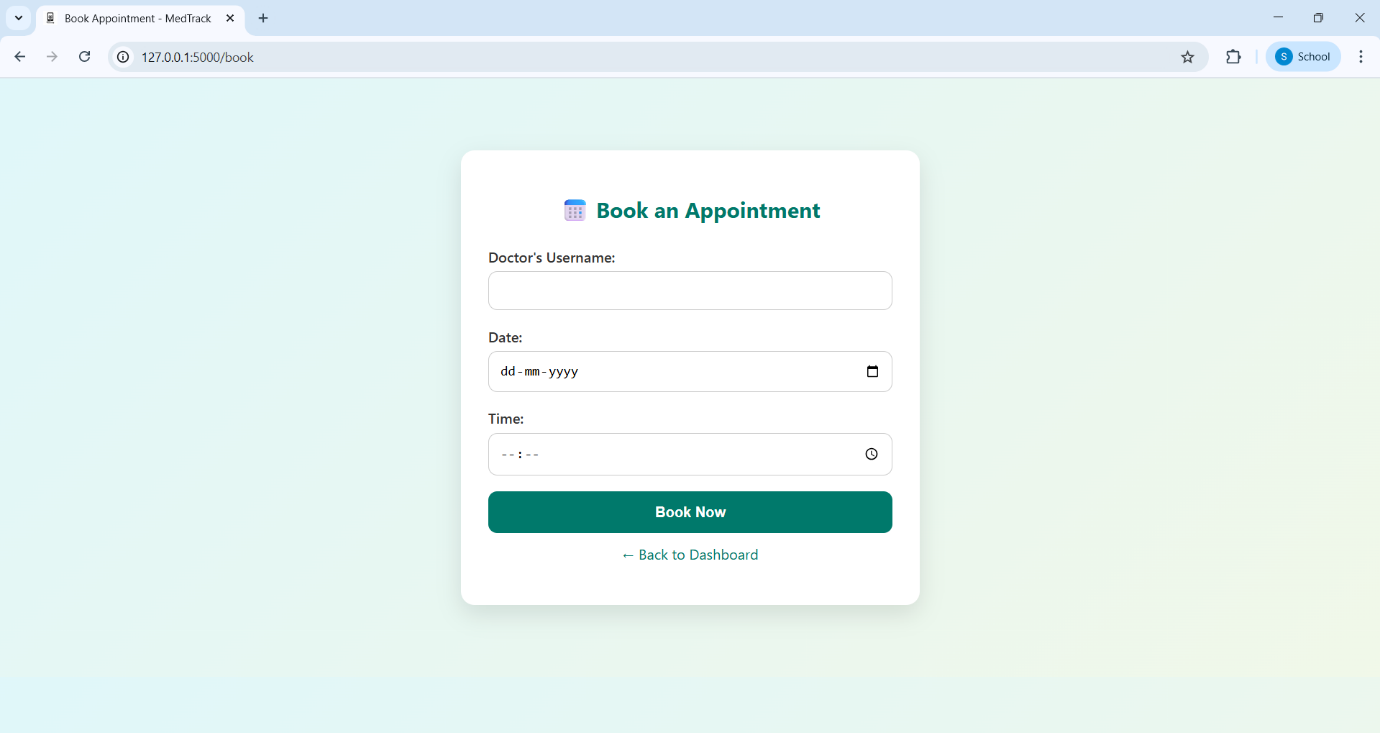 Book Appointment - MedTrack
127.0.0.1:5000/book
S School
Book an Appointment
Doctor's Username:
Date:
dd-mm-yyyy
Time:
--:--
Book Now
← Back to Dashboard